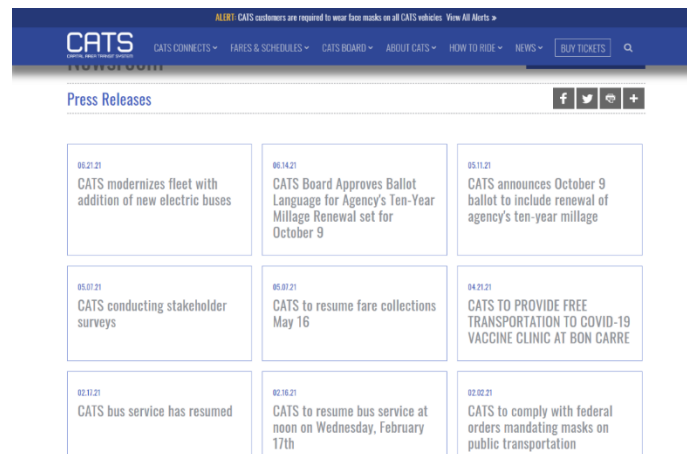 ALERT: CATS customers are required to wear face masks on all CATS vehicles View All Alerts »
CATS
CAPITAL AREA TRANSIT SYSTEM
CATS CONNECTS FARES & SCHEDULES CATS BOARD ABOUT CATS HOW TO RIDE NEWS BUY TICKETS
Newsroom
Press Releases
06.21.21
CATS modernizes fleet with
addition of new electric buses
06.14.21
CATS Board Approves Ballot
Language for Agency's Ten-Year
Millage Renewal set for
October 9
05.11.21
CATS announces October 9
ballot to include renewal of
agency's ten-year millage
05.07.21
CATS conducting stakeholder
surveys
05.07.21
CATS to resume fare collections
May 16
04.21.21
CATS TO PROVIDE FREE
TRANSPORTATION TO COVID-19
VACCINE CLINIC AT BON CARRE
02.17.21
CATS bus service has resumed
02.16.21
CATS to resume bus service at
noon on Wednesday, February
17th
02.02.21
CATS to comply with federal
orders mandating masks on
public transportation